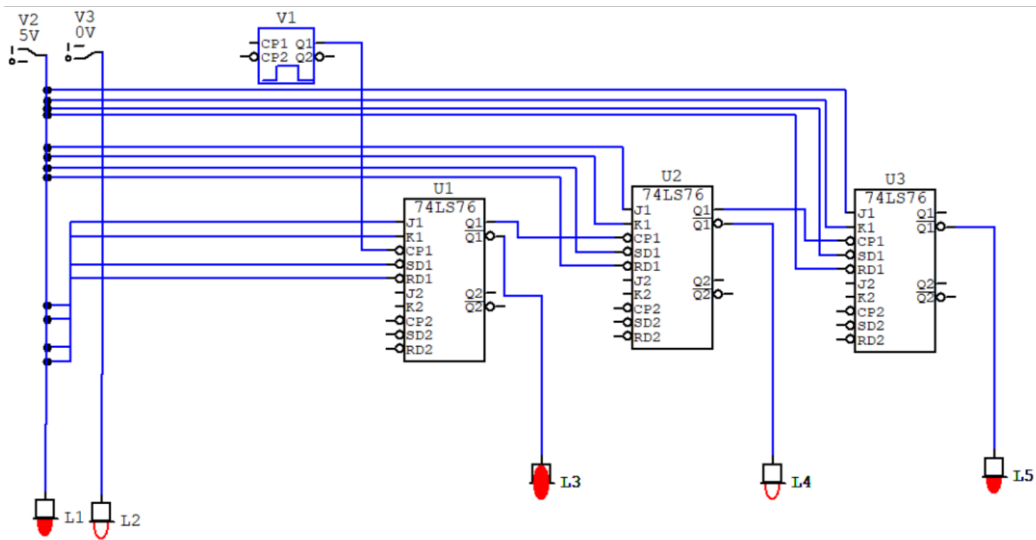 V2
5V
V3
0V
V1
CP1 Q1
CP2 Q2
U1
74LS76
J1 Q1
K1 Q1
CP1
SD1
RD1
J2 Q2
K2 Q2
CP2
SD2
RD2
U2
74LS76
J1 Q1
K1 Q1
CP1
SD1
RD1
J2 Q2
K2 Q2
CP2
SD2
RD2
U3
74LS76
J1 Q1
K1 Q1
CP1
SD1
RD1
J2 Q2
K2 Q2
CP2
SD2
RD2
L1
L2
L3
L4
L5